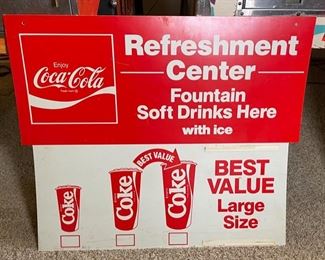 Enjoy
Coca-Cola
Refreshment
Center
Fountain
Soft Drinks Here
with ice
BEST VALUE
Coke
Coke
Coke
BEST
VALUE
Large
Size